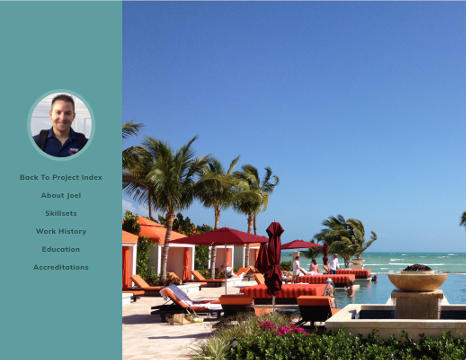 Back To Project Index
About Joel
Skillsets
Work History
Education
Accreditations